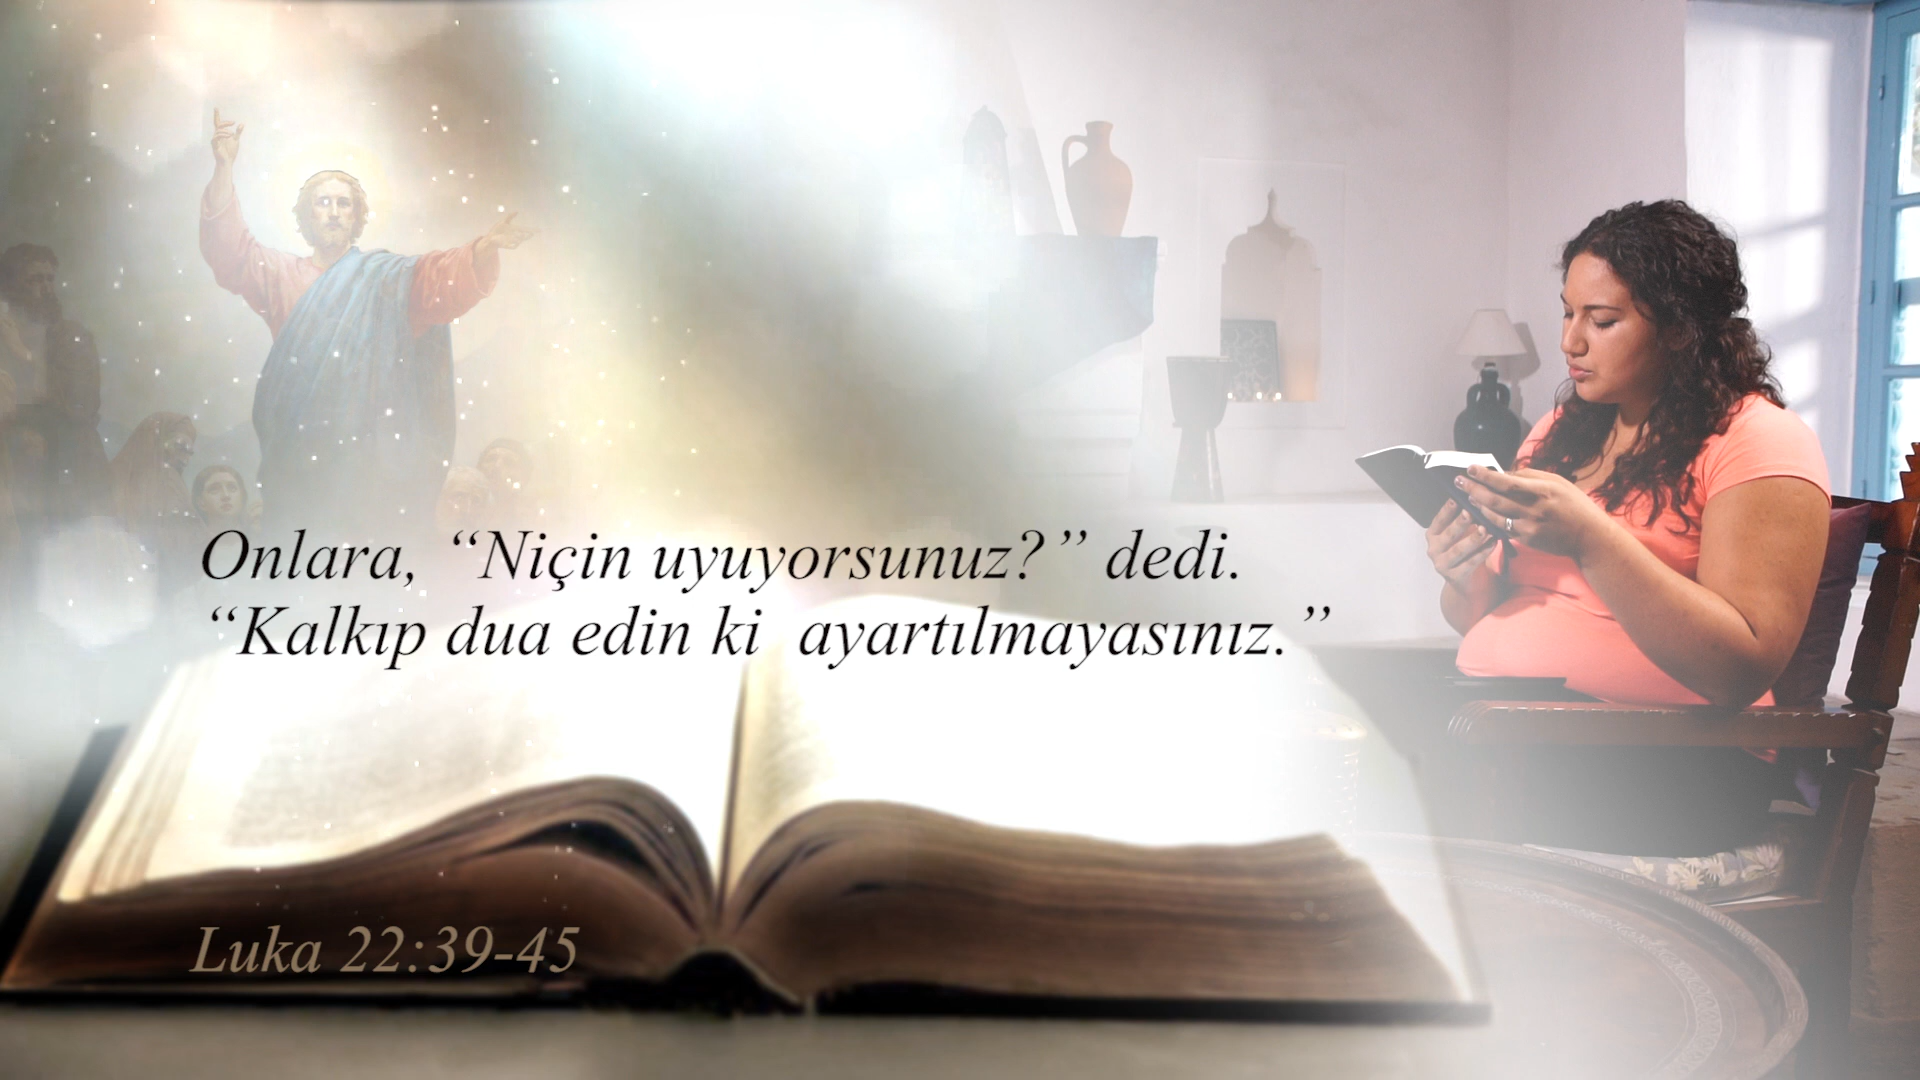 Onlara, “Niçin uyuyorsunuz?” dedi.
“Kalkıp dua edin ki ayartılmayasınız.”
Luka 22:39-45